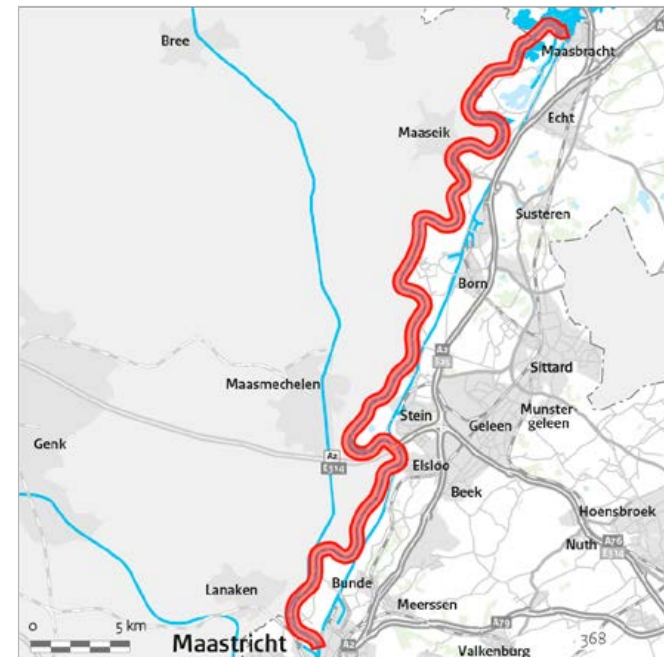 Bree
Maasbracht
Maaseik
Echt
Susteren
Born
A2
E25
Sittard
Maasmechelen
Stein
Munster
geleen
Geleen
Genk
A2
E314
Elsloo
Beek
Hoensbroek
Nuth
A76
E314
Lanaken
Bunde
0
5 km
Meerssen
A79
368
Maastricht
A2
Valkenburg